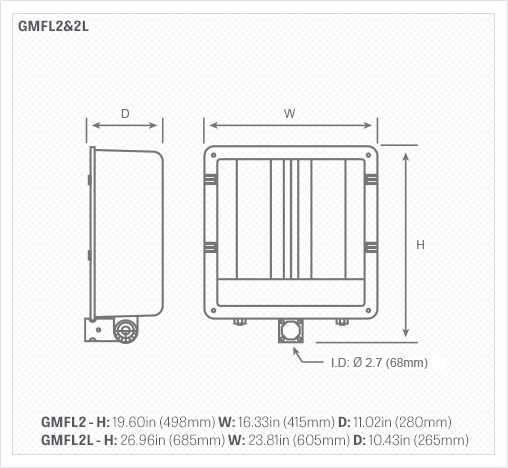 GMFL2&2L
D
W
H
I.D: Ø 2.7 (68mm)
GMFL2 - H: 19.60in (498mm) W: 16.33in (415mm) D: 11.02in (280mm)
GMFL2L - H: 26.96in (685mm) W: 23.81in (605mm) D: 10.43in (265mm)